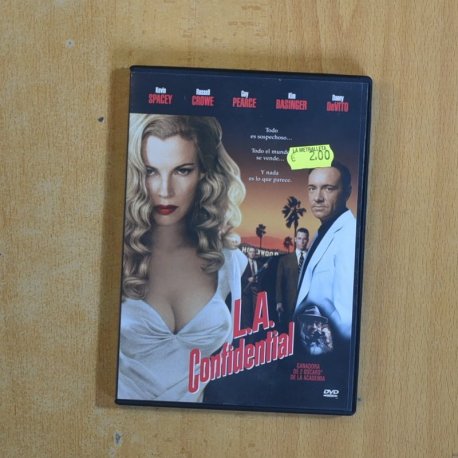 Kevin SPACEY
Russell CROWE
Guy PEARCE
Kim BASINGER
Danny DeVITO
Todo
es sospechoso...
Todo el mundo
se vende...
Y nada
es lo que parece.
LA METRALLETA
€ 2.00
HOLLYWOOD
L.A.
Confidential
GANADORA
DE 2 OSCARS®
DE LA ACADEMIA
DVD